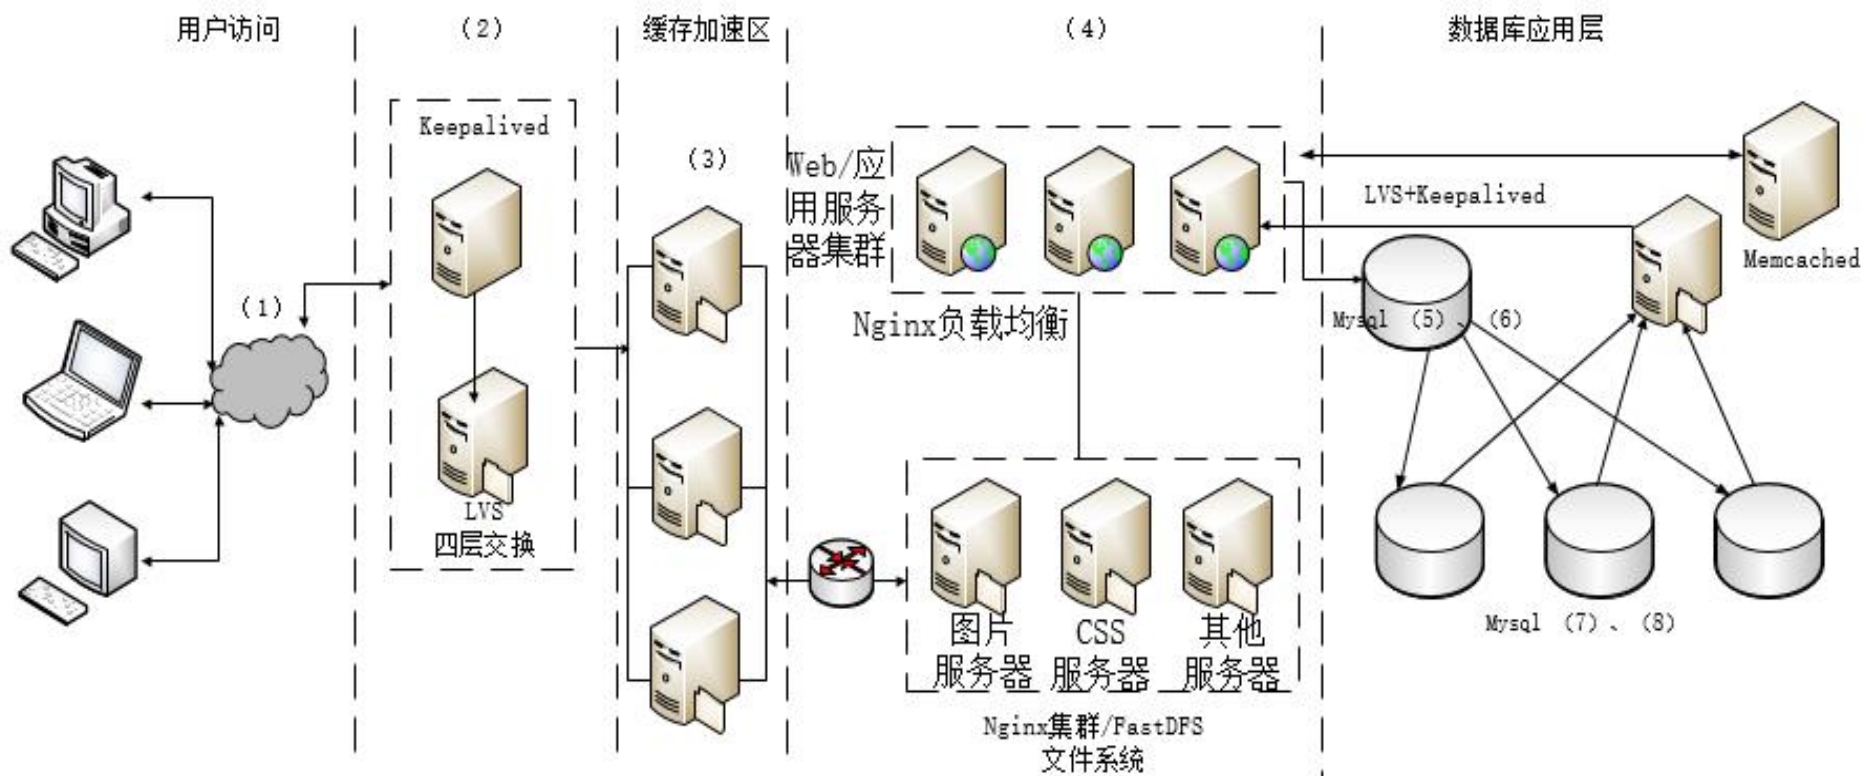 用户访问
(2)
缓存加速区
(4)
数据库应用层
Keepalived
(3)
Web/应
用服务
器集群
LVS+Keepalived
Memcached
(1)
Nginx负载均衡
Mysql (5)、(6)
LVS
四层交换
图片
服务器
CSS
服务器
其他
服务器
Mysql (7)、(8)
Nginx集群/FastDFS
文件系统